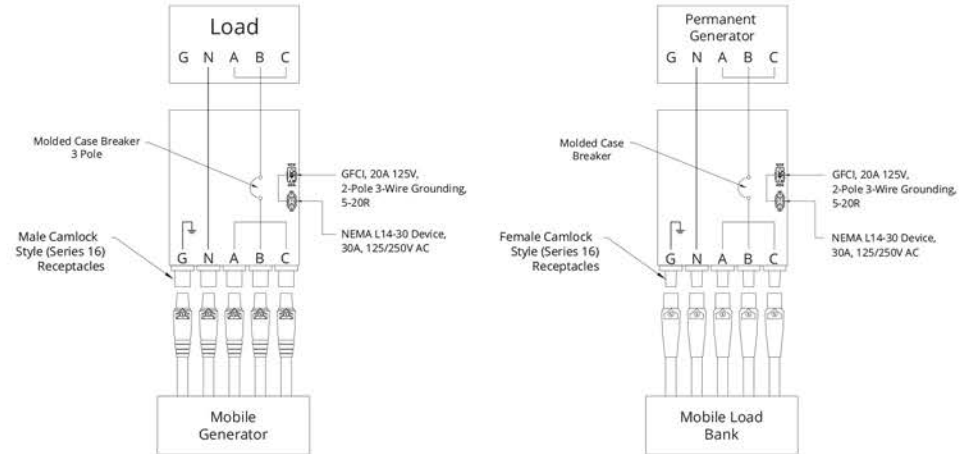 Load
G N A B C
Molded Case Breaker
3 Pole
GFCI, 20A 125V,
2-Pole 3-Wire Grounding,
5-20R
NEMA L14-30 Device,
30A, 125/250V AC
Male Camlock
Style (Series 16)
Receptacles
G N A B C
Mobile
Generator
Permanent
Generator
G N A B C
Molded Case
Breaker
GFCI, 20A 125V,
2-Pole 3-Wire Grounding,
5-20R
NEMA L14-30 Device,
30A, 125/250V AC
Female Camlock
Style (Series 16)
Receptacles
G N A B C
Mobile Load
Bank